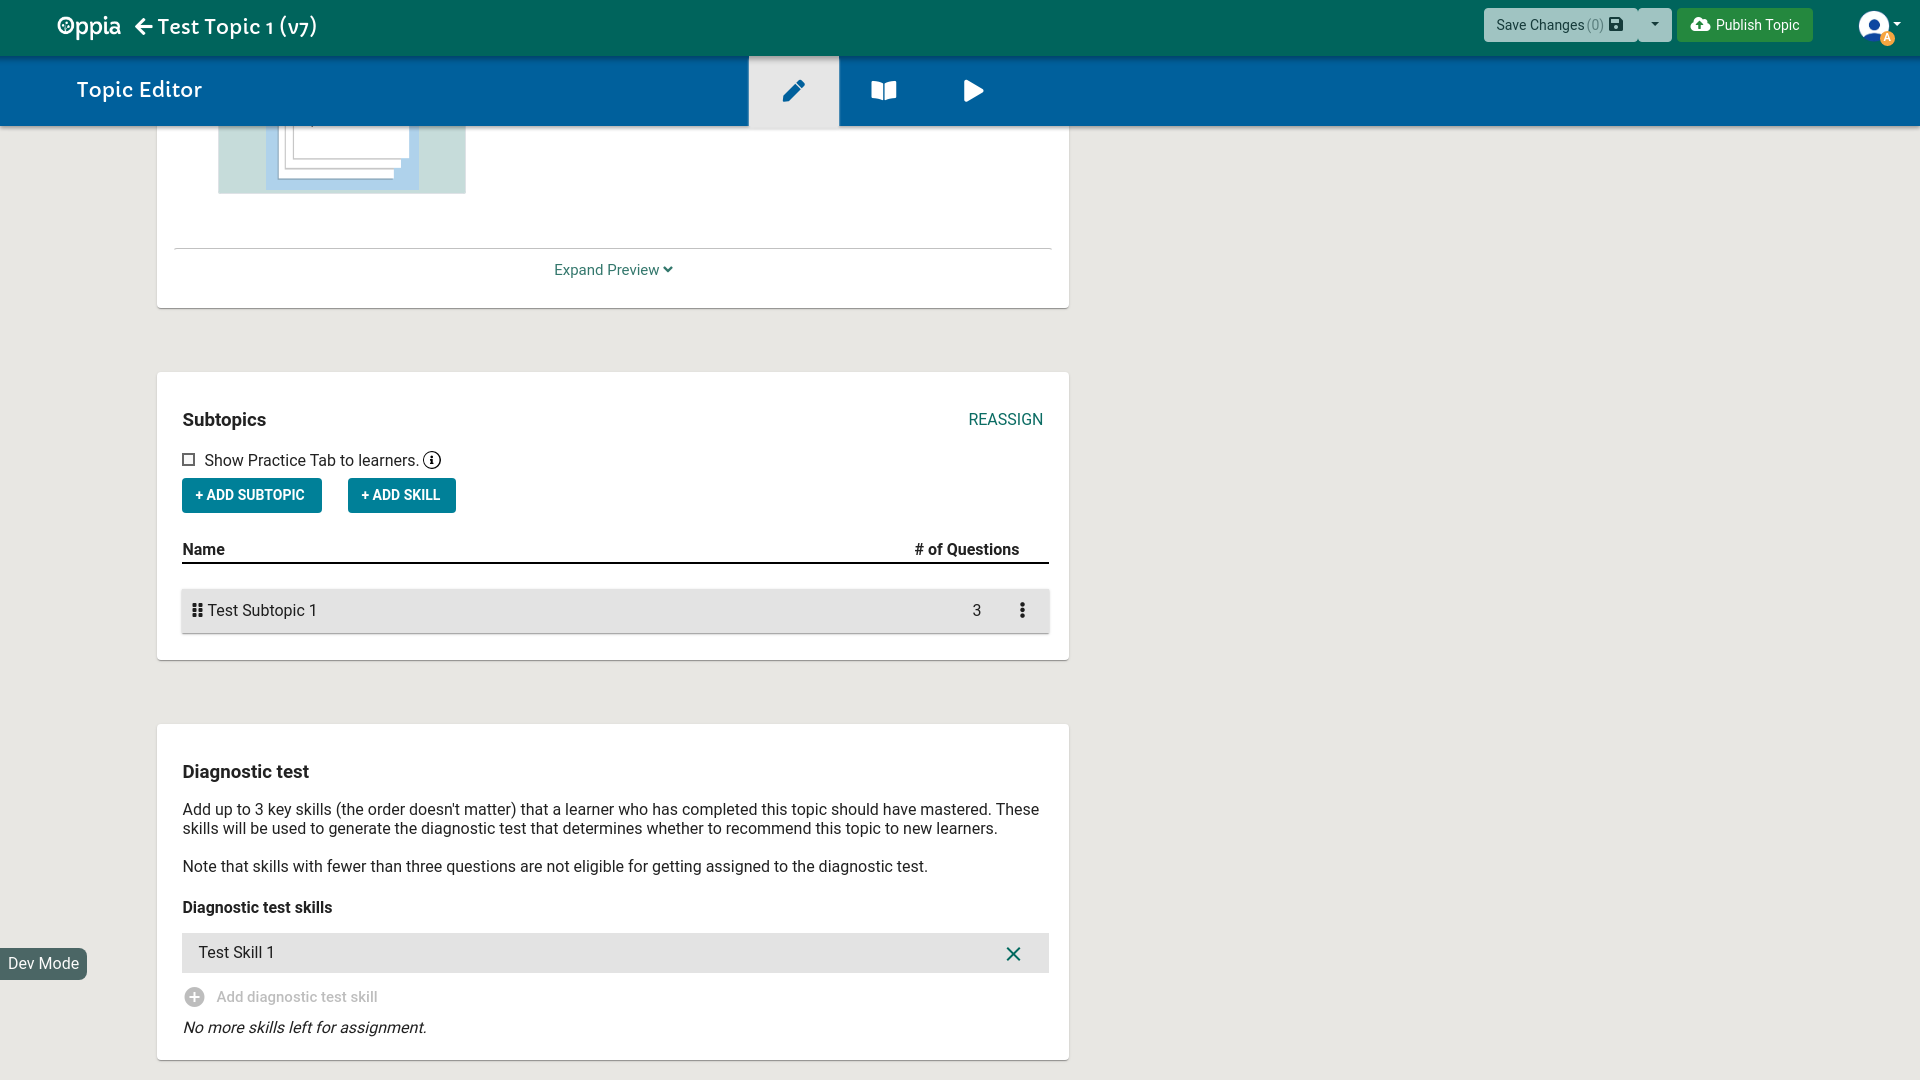 Oppia Test Topic 1 (v7)
Save Changes (0)
Publish Topic
A
Topic Editor
Expand Preview
Subtopics
REASSIGN
Show Practice Tab to learners.
+ ADD SUBTOPIC
+ ADD SKILL
Name
# of Questions
Test Subtopic 1
3
Diagnostic test
Add up to 3 key skills (the order doesn't matter) that a learner who has completed this topic should have mastered. These
skills will be used to generate the diagnostic test that determines whether to recommend this topic to new learners.
Note that skills with fewer than three questions are not eligible for getting assigned to the diagnostic test.
Diagnostic test skills
Test Skill 1
Dev Mode
Add diagnostic test skill
No more skills left for assignment.